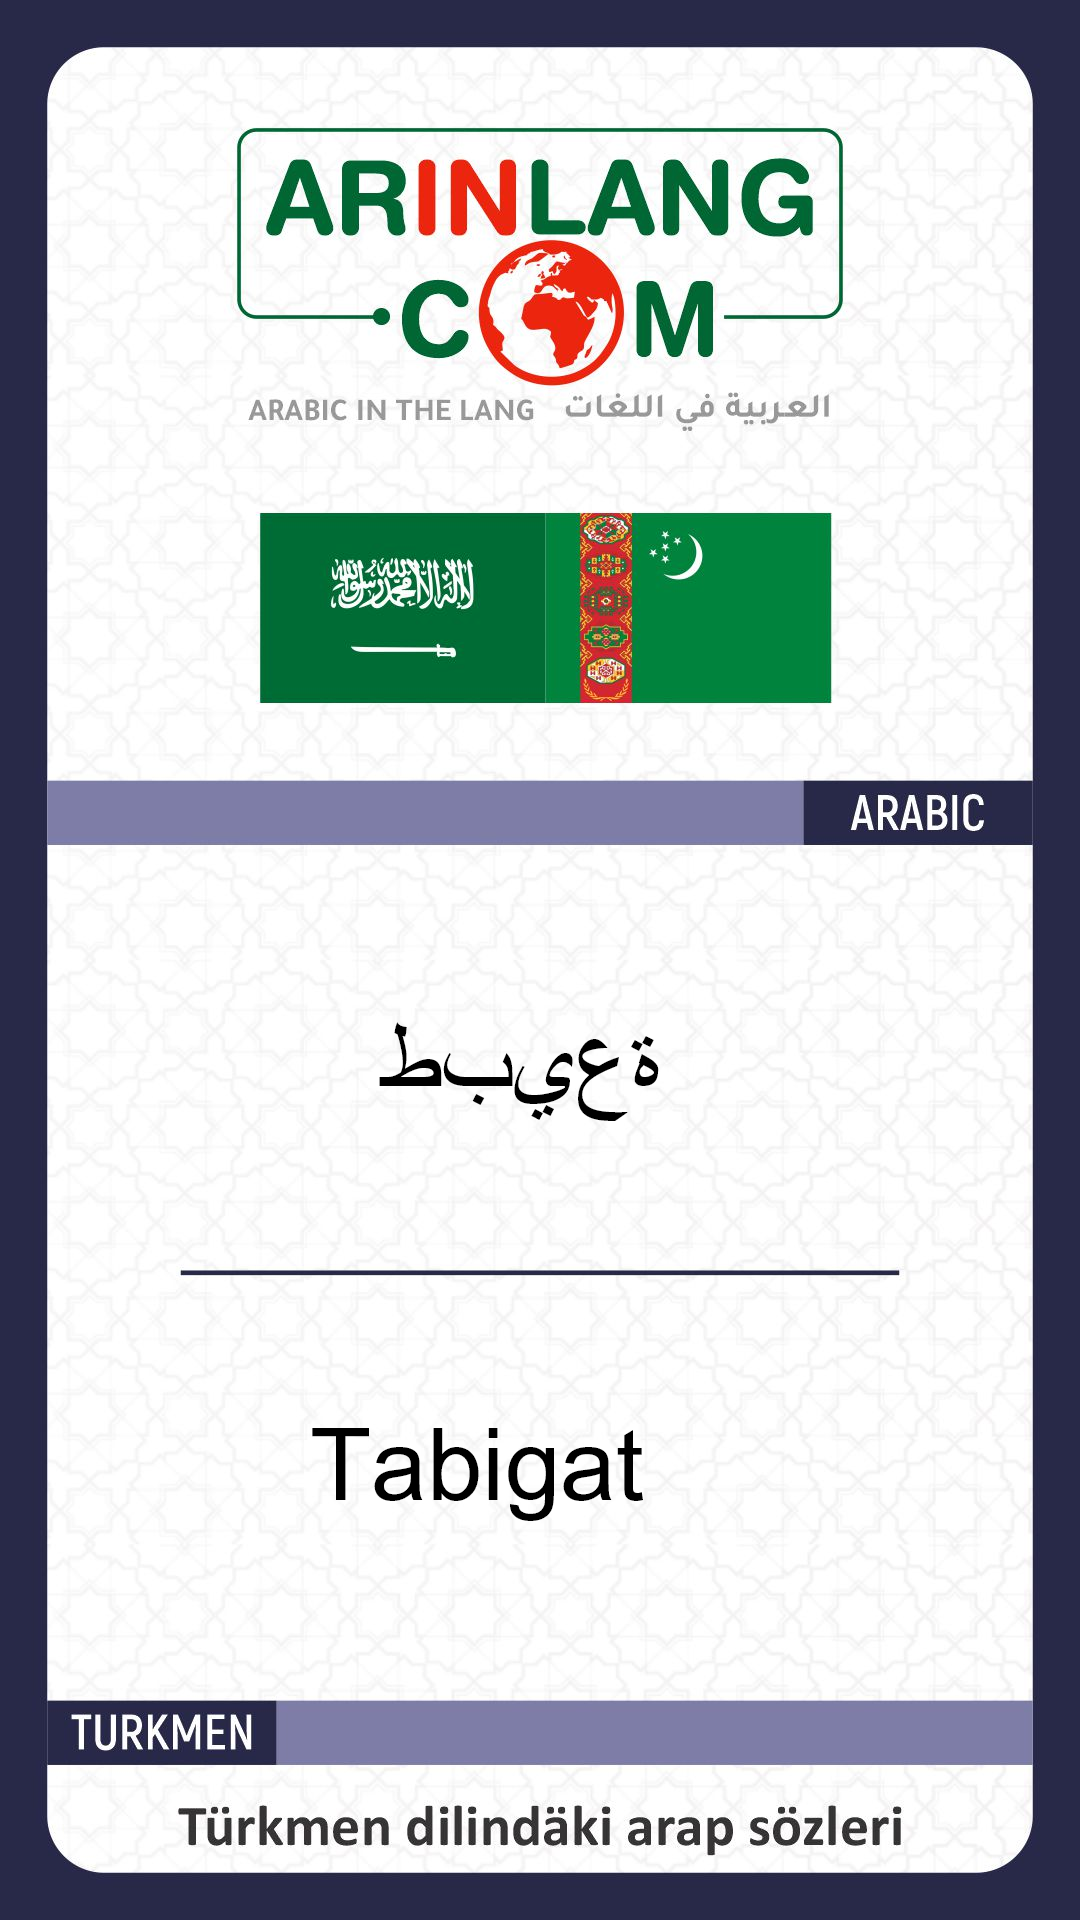 ARINLANG
.COM
ARABIC IN THE LANG العربية في اللغات
لا إله إلا الله محمد رسول الله
ARABIC
طبيعة
Tabigat
TURKMEN
Türkmen dilindäki arap sözleri